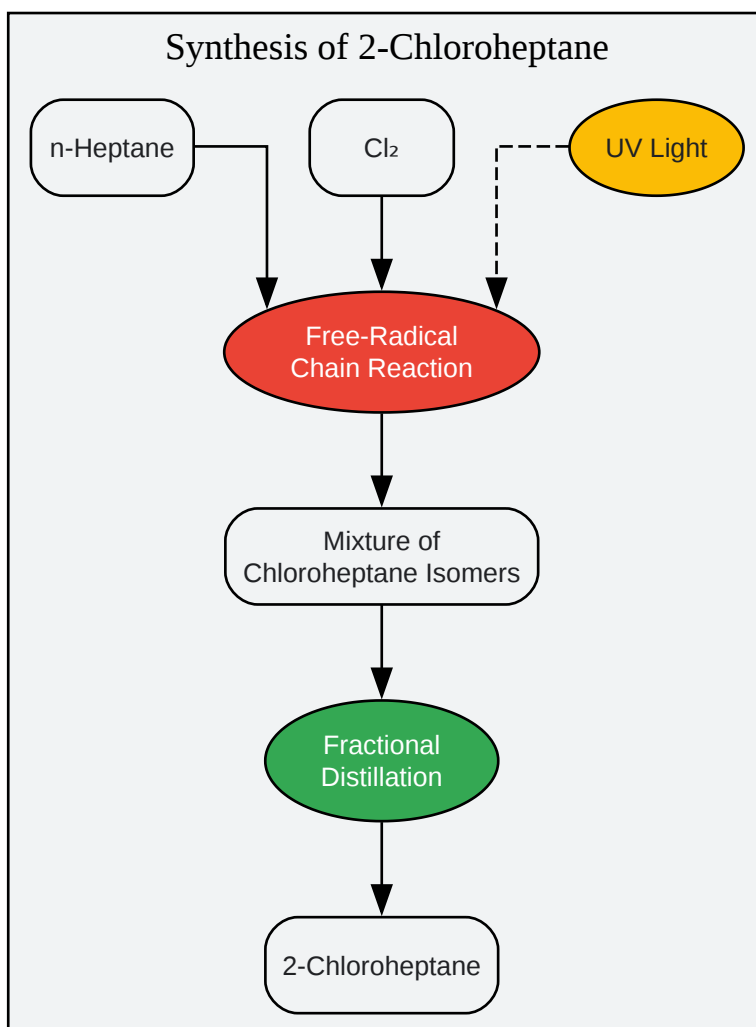 Synthesis of 2-Chloroheptane
n-Heptane
Cl₂
UV Light
Free-Radical
Chain Reaction
Mixture of
Chloroheptane Isomers
Fractional
Distillation
2-Chloroheptane